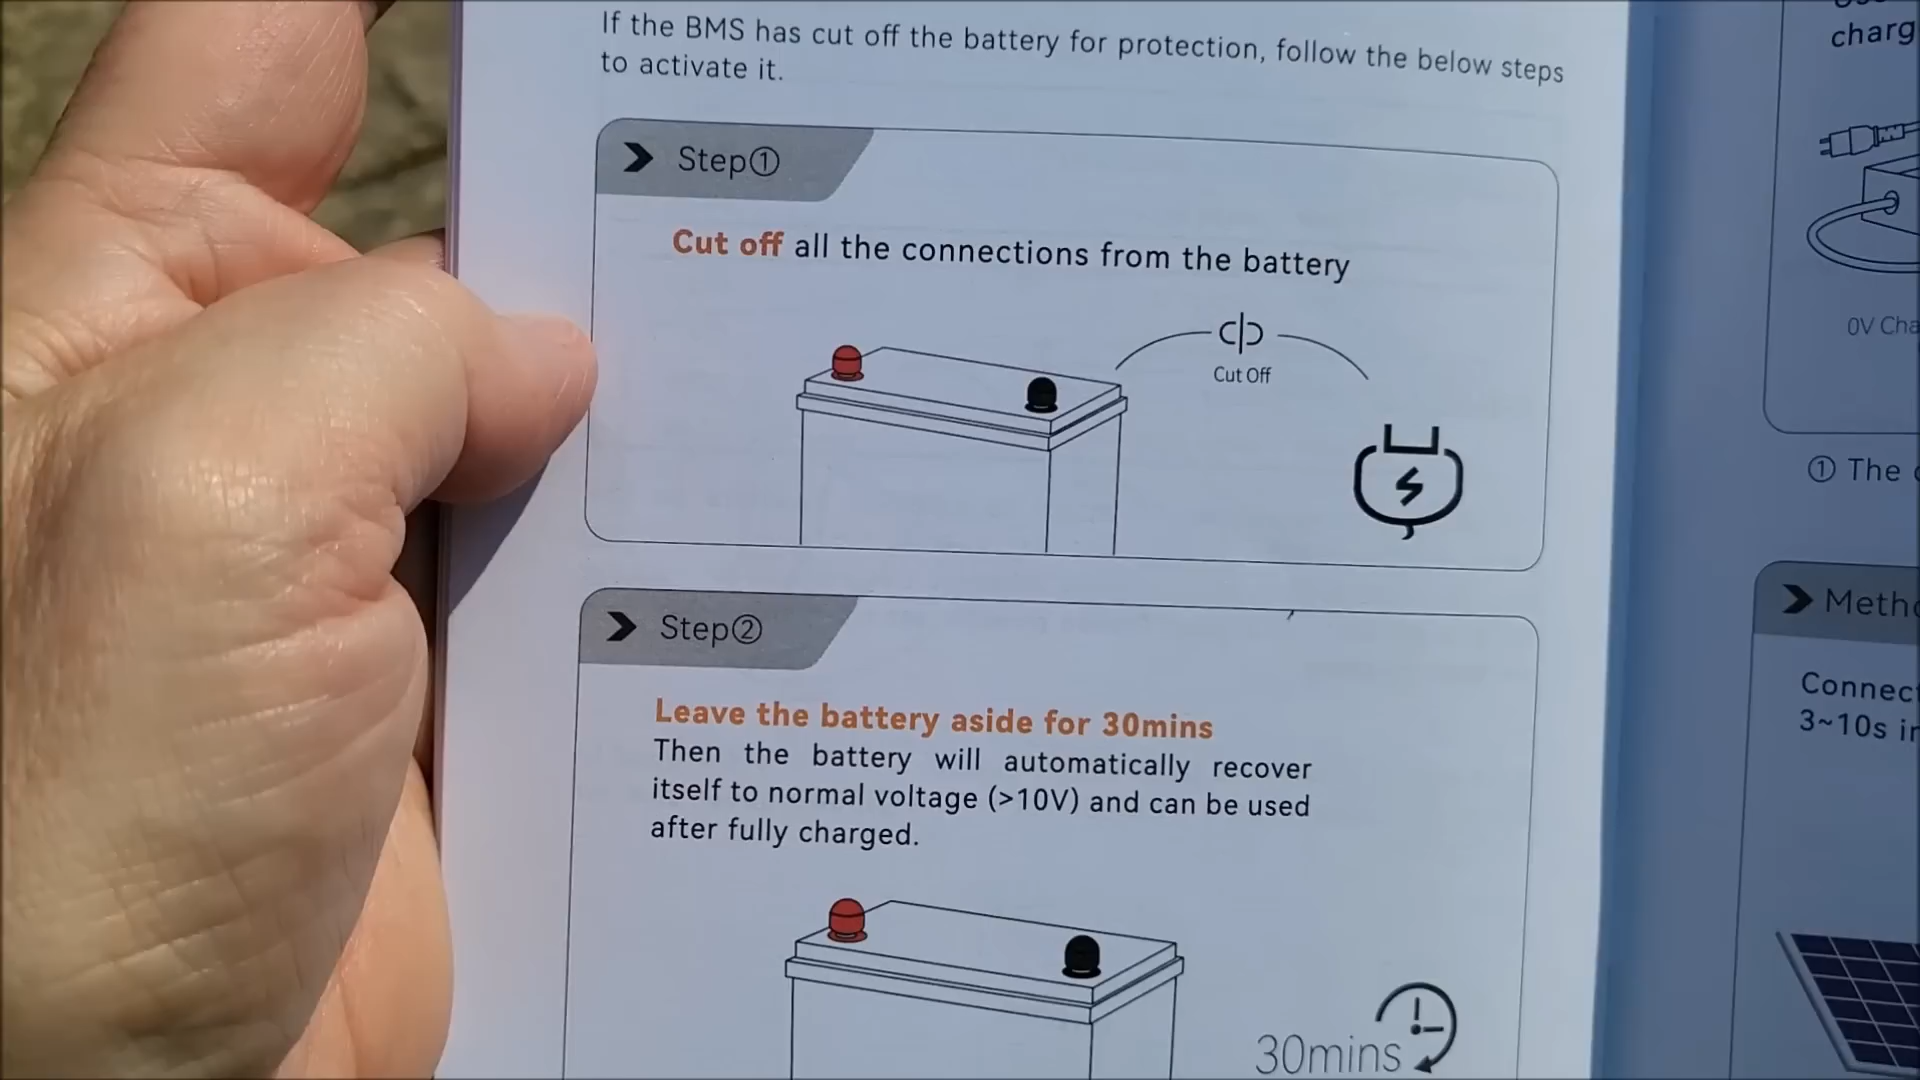 If the BMS has cut off the battery for protection, follow the below steps
to activate it.
Step①
Cut off all the connections from the battery
Cut Off
Step②
Leave the battery aside for 30mins
Then the battery will automatically recover
itself to normal voltage (>10V) and can be used
after fully charged.
30mins
charg
0V Cha
① The
Meth
Connec
3~10s in